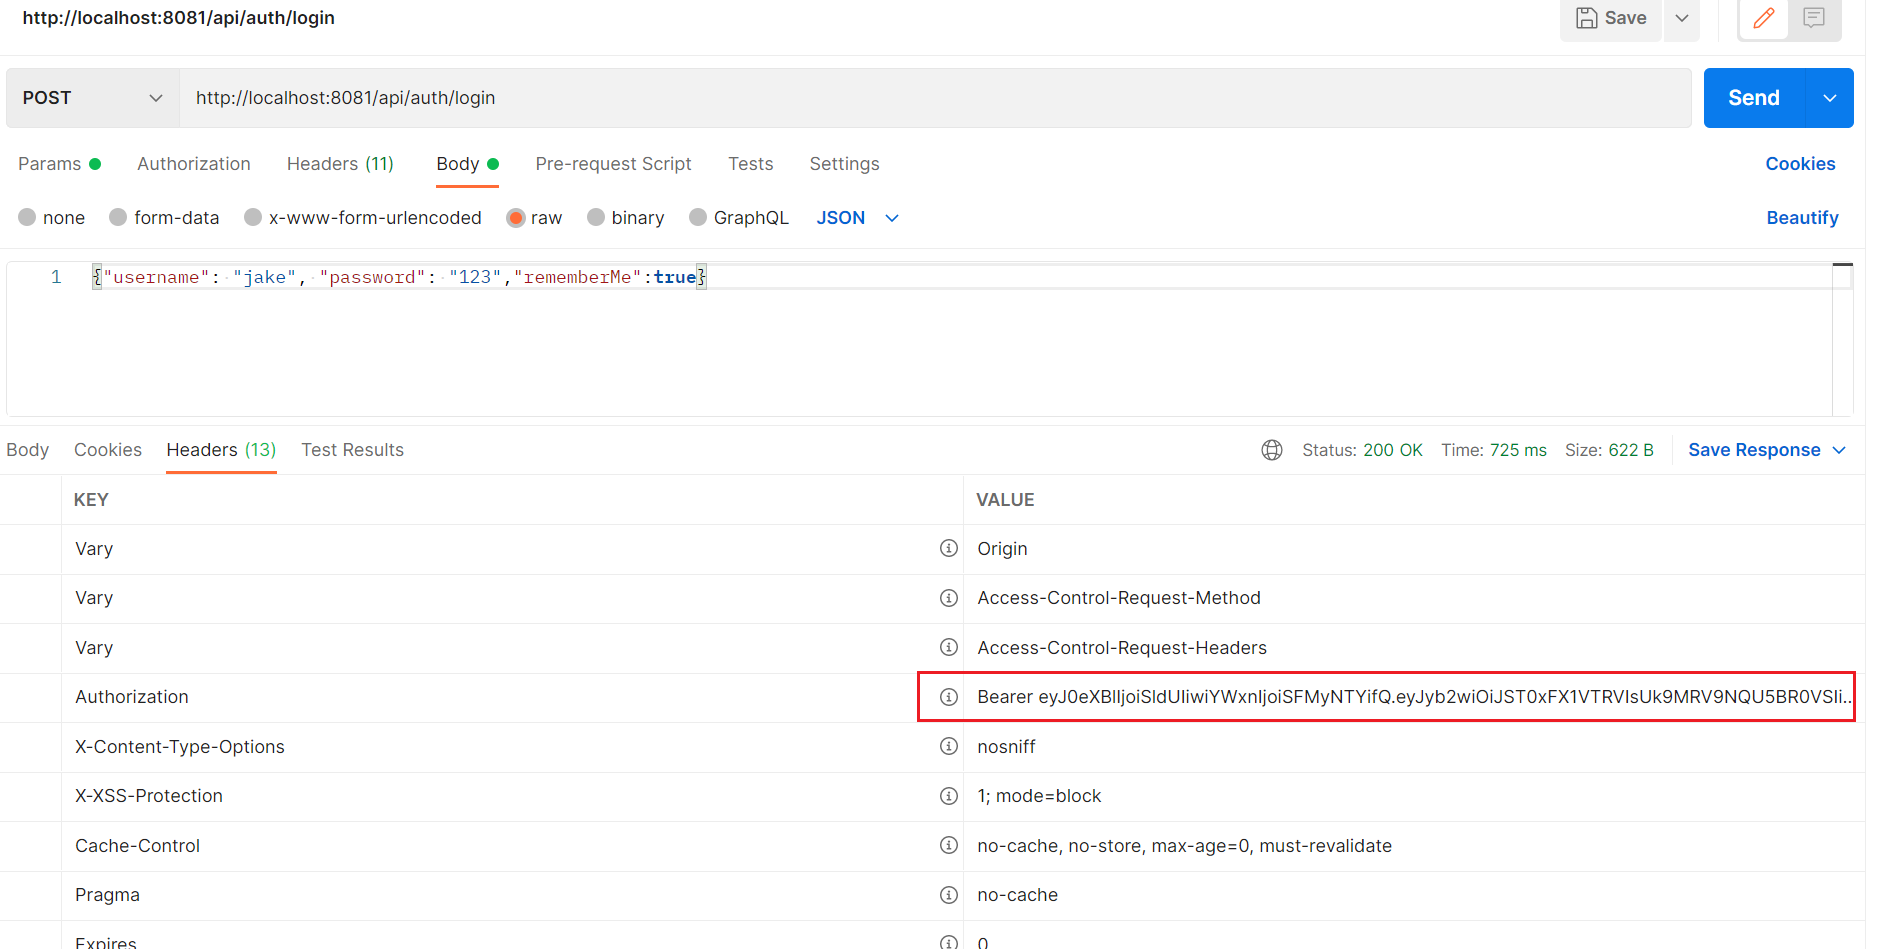 http://localhost:8081/api/auth/login
Save
POST
http://localhost:8081/api/auth/login
Send
Params
Authorization
Headers (11)
Body
Pre-request Script
Tests
Settings
Cookies
none
form-data
x-www-form-urlencoded
raw
binary
GraphQL
JSON
Beautify
1 {"username": "jake", "password": "123","rememberMe":true}
Body
Cookies
Headers (13)
Test Results
Status: 200 OK
Time: 725 ms
Size: 622 B
Save Response
KEY
VALUE
Vary
Origin
Vary
Access-Control-Request-Method
Vary
Access-Control-Request-Headers
Authorization
Bearer eyJ0eXBlIjoiSldUIiwiYWxnIjoiSFMyNTYifQ.eyJyb2wiOiJST0xFX1VTRVIsUk9MRV9NQU5BR0VSIi...
X-Content-Type-Options
nosniff
X-XSS-Protection
1; mode=block
Cache-Control
no-cache, no-store, max-age=0, must-revalidate
Pragma
no-cache
Expires
0